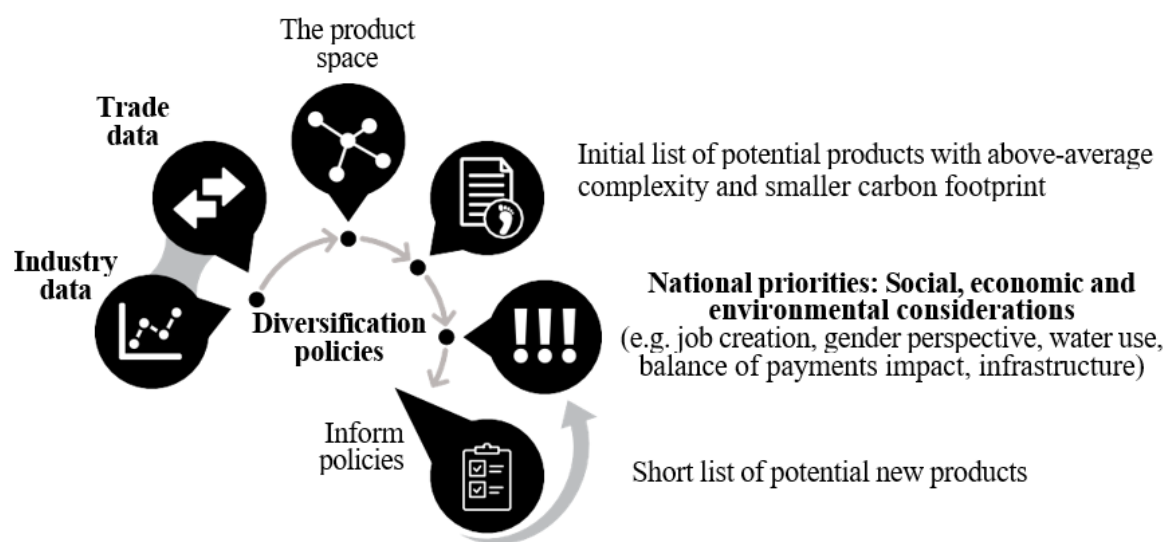 The product
space
Trade
data
Initial list of potential products with above-average
complexity and smaller carbon footprint
Industry
data
National priorities: Social, economic and
environmental considerations
(e.g. job creation, gender perspective, water use,
balance of payments impact, infrastructure)
Diversification
policies
Inform
policies
Short list of potential new products